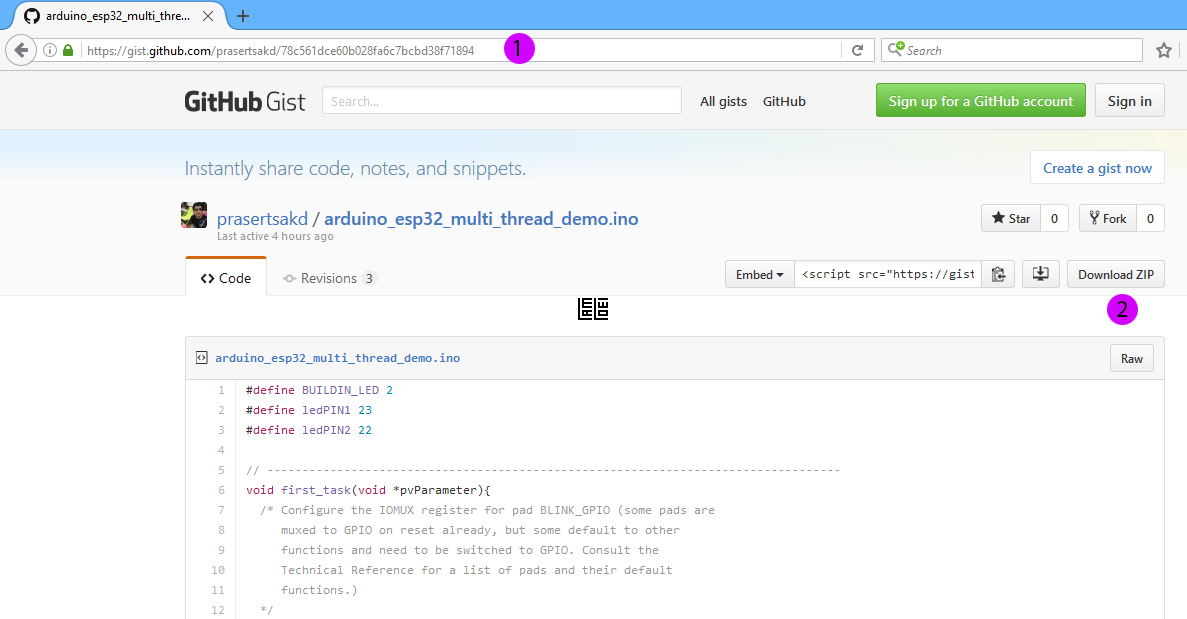 arduino_esp32_multi_thre...
https://gist.github.com/prasertsakd/78c561dce60b028fa6c7bcbd38f71894
1
Search
GitHub Gist
Search...
All gists
GitHub
Sign up for a GitHub account
Sign in
Instantly share code, notes, and snippets.
Create a gist now
prasertsakd / arduino_esp32_multi_thread_demo.ino
Last active 4 hours ago
Star 0
Fork 0
Code
Revisions 3
Embed
<script src="https://gist
Download ZIP
2
arduino_esp32_multi_thread_demo.ino
Raw
1 #define BUILDIN_LED 2
2 #define ledPIN1 23
3 #define ledPIN2 22
4
5 // ----------------------------------------------------------------------------------
6 void first_task(void *pvParameter){
7 /* Configure the IOMUX register for pad BLINK_GPIO (some pads are
8 muxed to GPIO on reset already, but some default to other
9 functions and need to be switched to GPIO. Consult the
10 Technical Reference for a list of pads and their default
11 functions.)
12 */